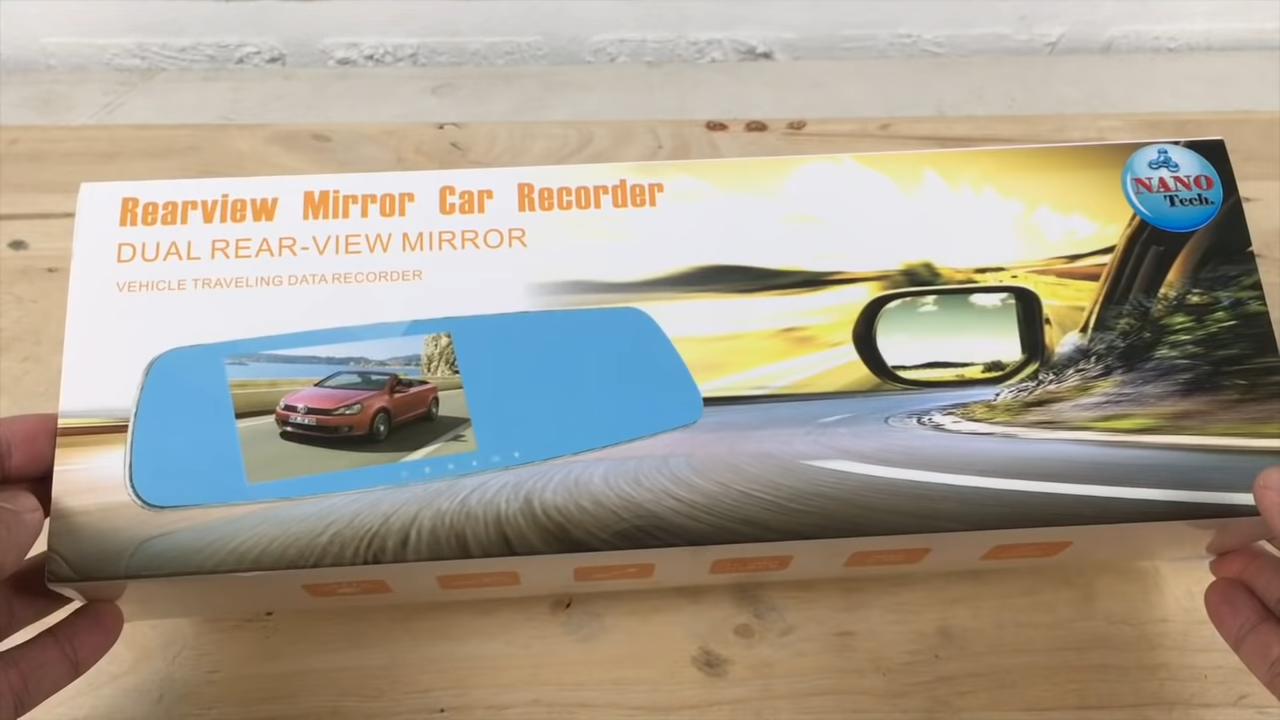 Rearview Mirror Car Recorder
DUAL REAR-VIEW MIRROR
VEHICLE TRAVELING DATA RECORDER
NANO
Tech.